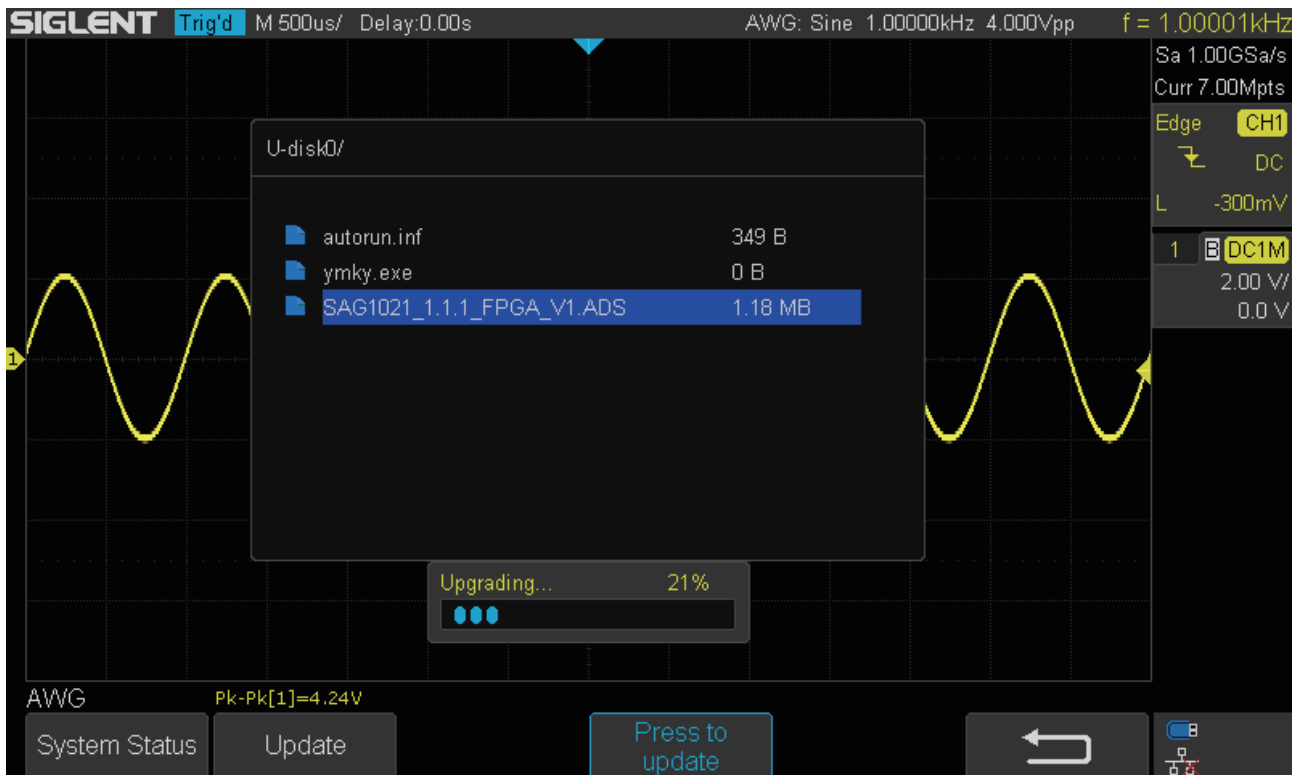 SIGLENT Trig'd M 500us/ Delay:0.00s AWG: Sine 1.00000kHz 4.000Vpp f = 1.00001kHz
Sa 1.00GSa/s
Curr 7.00Mpts
Edge CH1
DC
L -300mV
1 B DC1M
2.00 V/
0.0 V
U-disk0/
autorun.inf 349 B
ymky.exe 0 B
SAG1021_1.1.1_FPGA_V1.ADS 1.18 MB
1
Upgrading... 21%
AWG Pk-Pk[1]=4.24V
System Status Update Press to
update